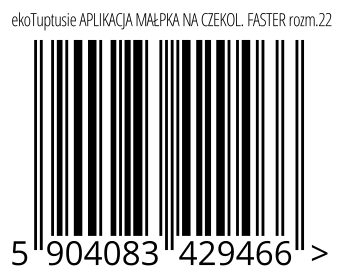 ekoTuptusie APLIKACJA MAŁPKA NA CZEKOL. FASTER rozm.22
5 904083 429466 >